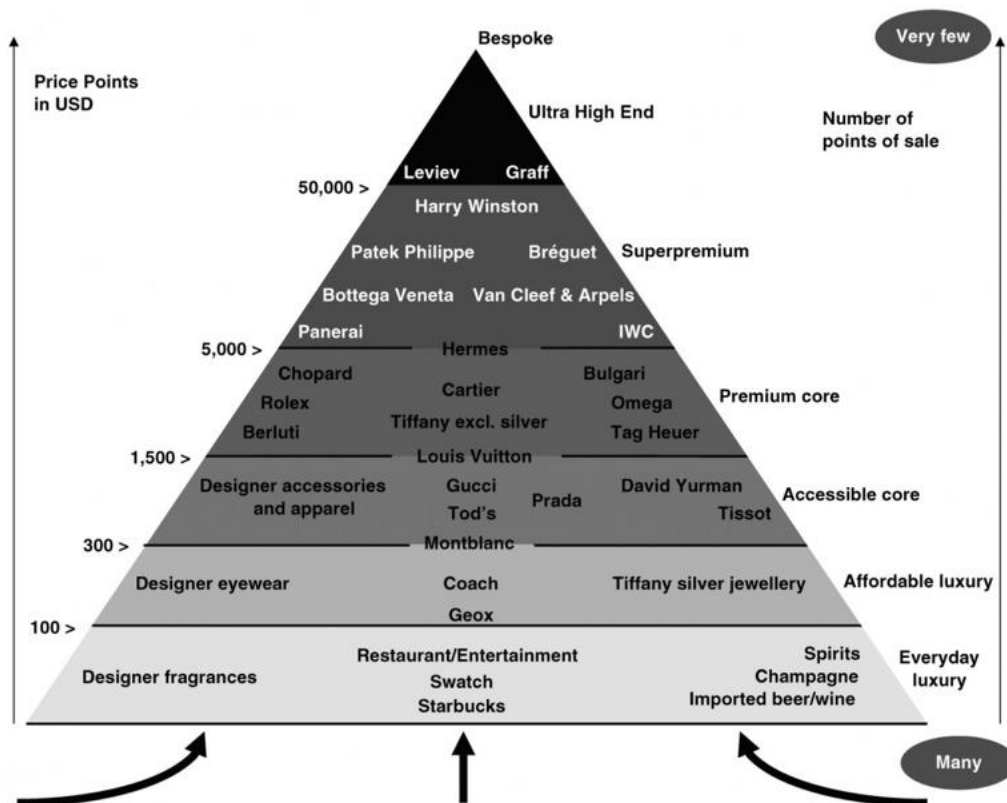 Bespoke
Very few
Price Points
in USD
Ultra High End
Number of
points of sale
Leviev Graff
50,000 >
Harry Winston
Patek Philippe Bréguet
Superpremium
Bottega Veneta Van Cleef & Arpels
Panerai IWC
5,000 >
Hermes
Chopard Bulgari
Cartier
Premium core
Rolex Omega
Tiffany excl. silver
Berluti Tag Heuer
1,500 >
Louis Vuitton
Designer accessories
and apparel
Gucci
Prada
David Yurman
Accessible core
Tod's
Tissot
300 >
Montblanc
Designer eyewear Coach Tiffany silver jewellery
Affordable luxury
Geox
100 >
Restaurant/Entertainment
Spirits
Everyday
luxury
Designer fragrances
Swatch
Champagne
Starbucks
Imported beer/wine
Many